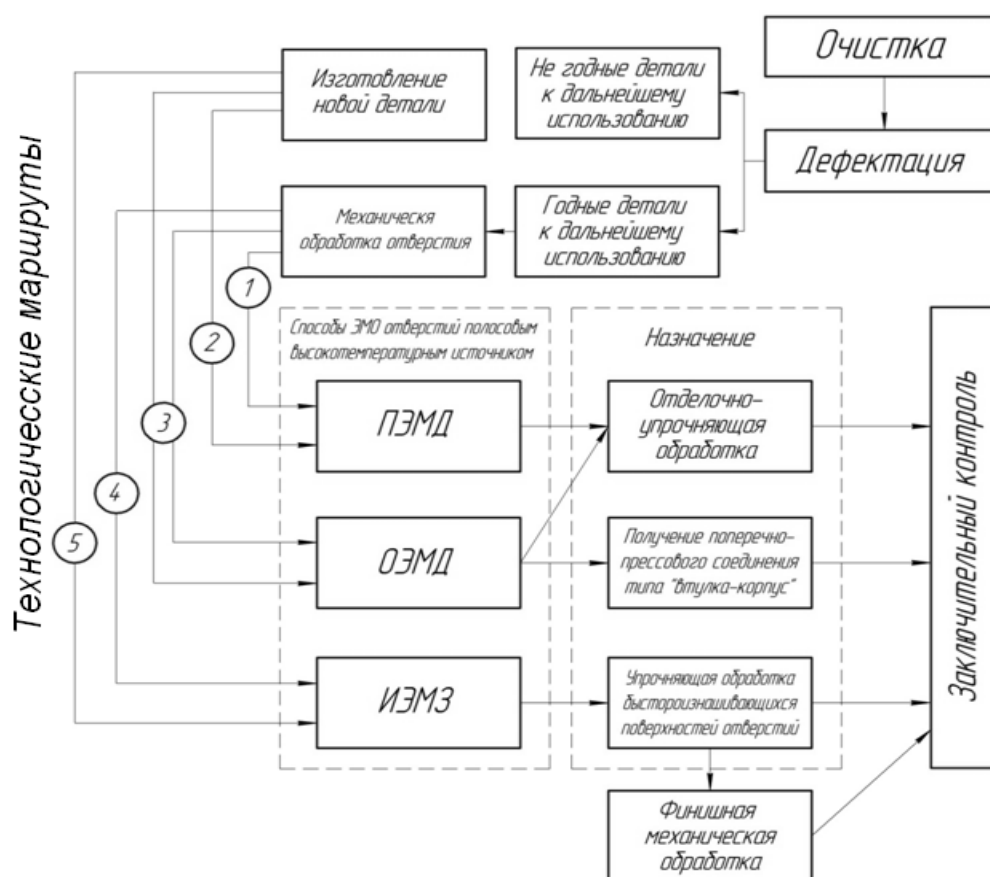 Технологичесские маршруты
Очистка
Дефектация
Не годные детали
к дальнейшему
использованию
Годные детали
к дальнейшему
использованию
Изготовление
новой детали
Механическя
обработка отверстия
1
2
3
4
5
Способы ЭМО отверстий полосовым
высокотемпературным источником
ПЭМД
ОЭМД
ИЭМЗ
Назначение
Отделочно-
упрочняющая
обработка
Получение поперечно-
прессового соединения
типа "втулка-корпус"
Упрочняющая обработка
быстроизнашивающихся
поверхностей отверстий
Финишная
механическая
обработка
Заключительный контроль